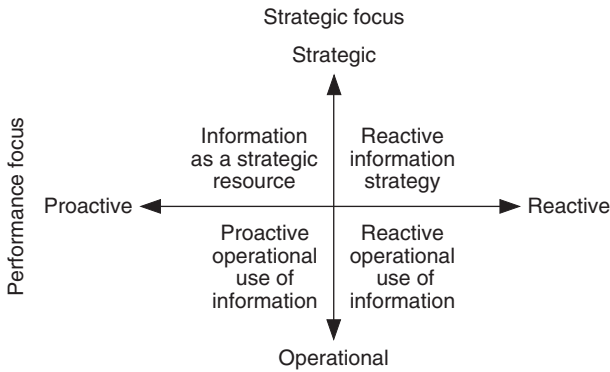 Strategic focus
Strategic
Information
as a strategic
resource
Reactive
information
strategy
Performance focus
Proactive
Reactive
Proactive
operational
use of
information
Reactive
operational
use of
information
Operational